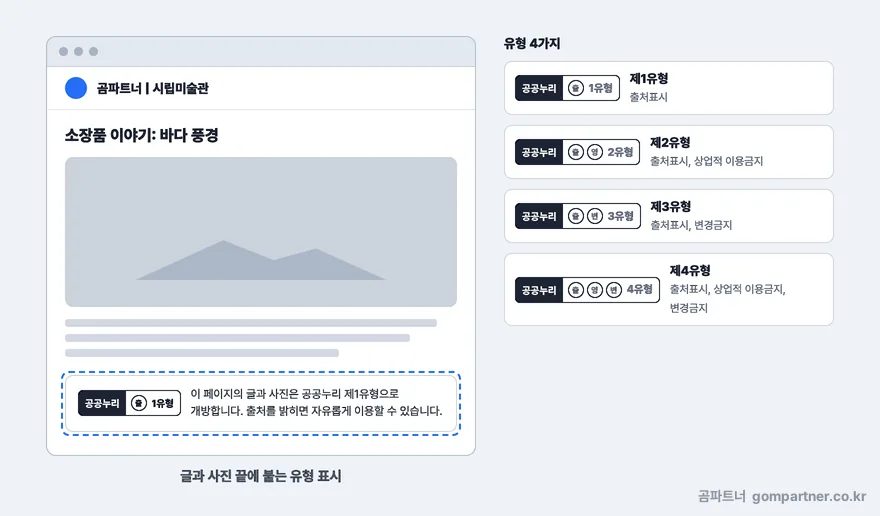 곰파트너 | 시립미술관
소장품 이야기: 바다 풍경
공공누리 출 1유형
이 페이지의 글과 사진은 공공누리 제1유형으로
개방합니다. 출처를 밝히면 자유롭게 이용할 수 있습니다.
글과 사진 끝에 붙는 유형 표시
유형 4가지
공공누리 출 1유형
제1유형
출처표시
공공누리 출 영 2유형
제2유형
출처표시, 상업적 이용금지
공공누리 출 변 3유형
제3유형
출처표시, 변경금지
공공누리 출 영 변 4유형
제4유형
출처표시, 상업적 이용금지,
변경금지
곰파트너 gompartner.co.kr